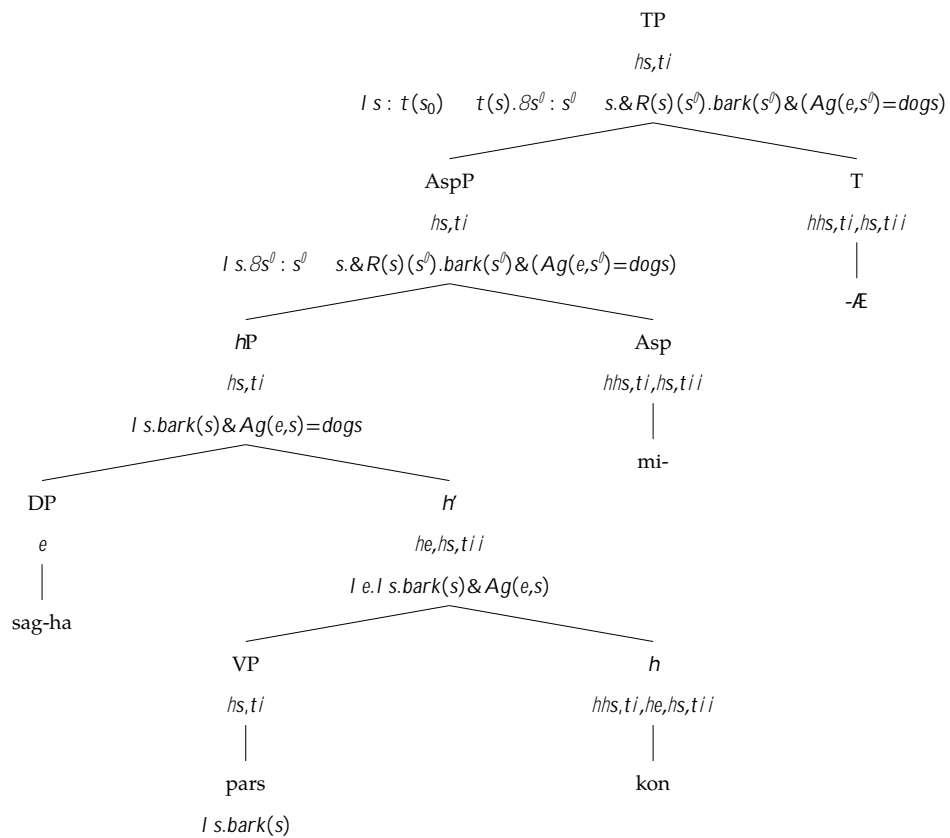 TP
hs,ti
l s : t(s0) t(s).8s0 : s0 s.&R(s)(s0).bark(s0)&(Ag(e,s0)=dogs)
AspP T
hs,ti hhs,ti,hs,tii
l s.8s0 : s0 s.&R(s)(s0).bark(s0)&(Ag(e,s0)=dogs)
-Æ
hP Asp
hs,ti hhs,ti,hs,tii
l s.bark(s)&Ag(e,s)=dogs
mi-
DP h'
e he,hs,tii
l e.l s.bark(s)&Ag(e,s)
sag-ha
VP h
hs,ti hhs,ti,he,hs,tii
pars kon
l s.bark(s)